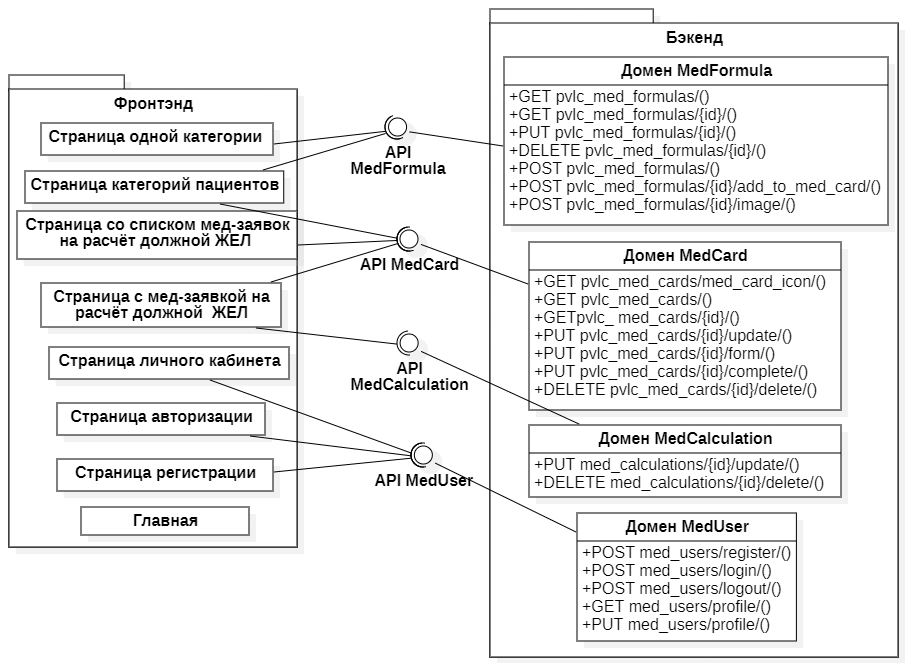 Фронтэнд
Страница одной категории
Страница категорий пациентов
Страница со списком мед-заявок
на расчёт должной ЖЕЛ
Страница с мед-заявкой на
расчёт должной ЖЕЛ
Страница личного кабинета
Страница авторизации
Страница регистрации
Главная
API
MedFormula
API MedCard
API
MedCalculation
API MedUser
Бэкенд
Домен MedFormula
+GET pvlc_med_formulas/()
+GET pvlc_med_formulas/{id}/()
+PUT pvlc_med_formulas/{id}/()
+DELETE pvlc_med_formulas/{id}/()
+POST pvlc_med_formulas/()
+POST pvlc_med_formulas/{id}/add_to_med_card/()
+POST pvlc_med_formulas/{id}/image/()
Домен MedCard
+GET pvlc_med_cards/med_card_icon/()
+GET pvlc_med_cards/()
+GETpvlc_ med_cards/{id}/()
+PUT pvlc_med_cards/{id}/update/()
+PUT pvlc_med_cards/{id}/form/()
+PUT pvlc_med_cards/{id}/complete/()
+DELETE pvlc_med_cards/{id}/delete/()
Домен MedCalculation
+PUT med_calculations/{id}/update/()
+DELETE med_calculations/{id}/delete/()
Домен MedUser
+POST med_users/register/()
+POST med_users/login/()
+POST med_users/logout/()
+GET med_users/profile/()
+PUT med_users/profile/()